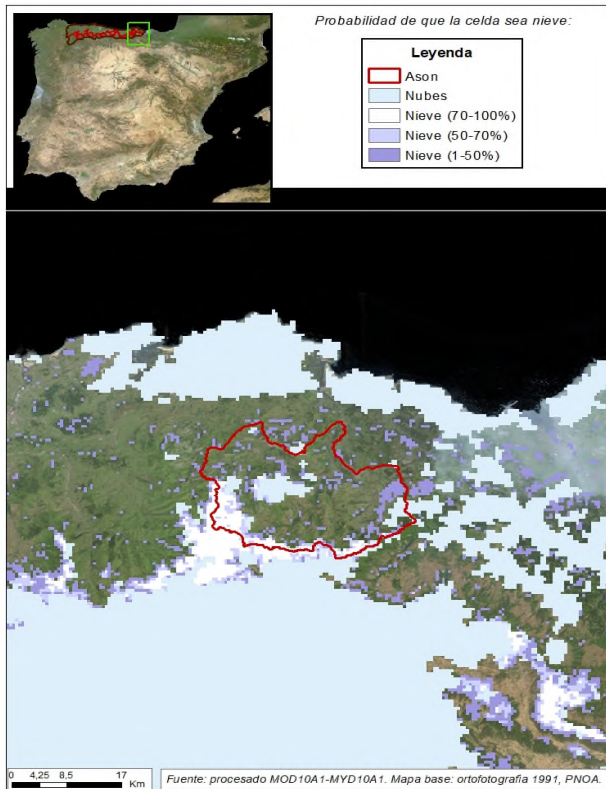 Probabilidad de que la celda sea nieve:
Leyenda
Ason
Nubes
Nieve (70-100%)
Nieve (50-70%)
Nieve (1-50%)
0 4,25 8,5 17
Km
Fuente: procesado MOD10A1-MYD10A1. Mapa base: ortofotografia 1991, PNOA.